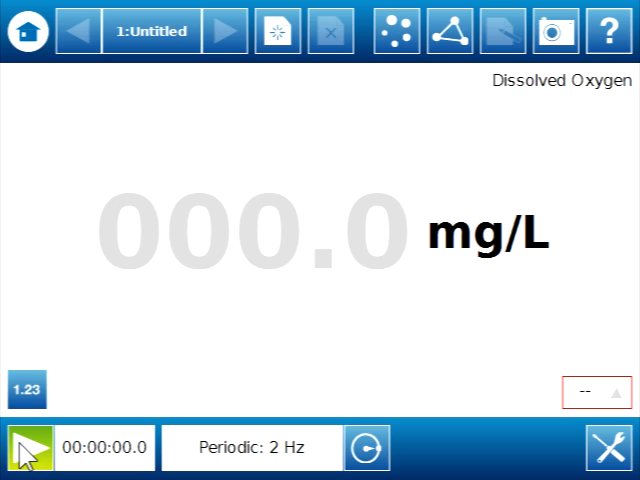 1:Untitled
?
Dissolved Oxygen
000.0 mg/L
1.23
--
00:00:00.0
Periodic: 2 Hz